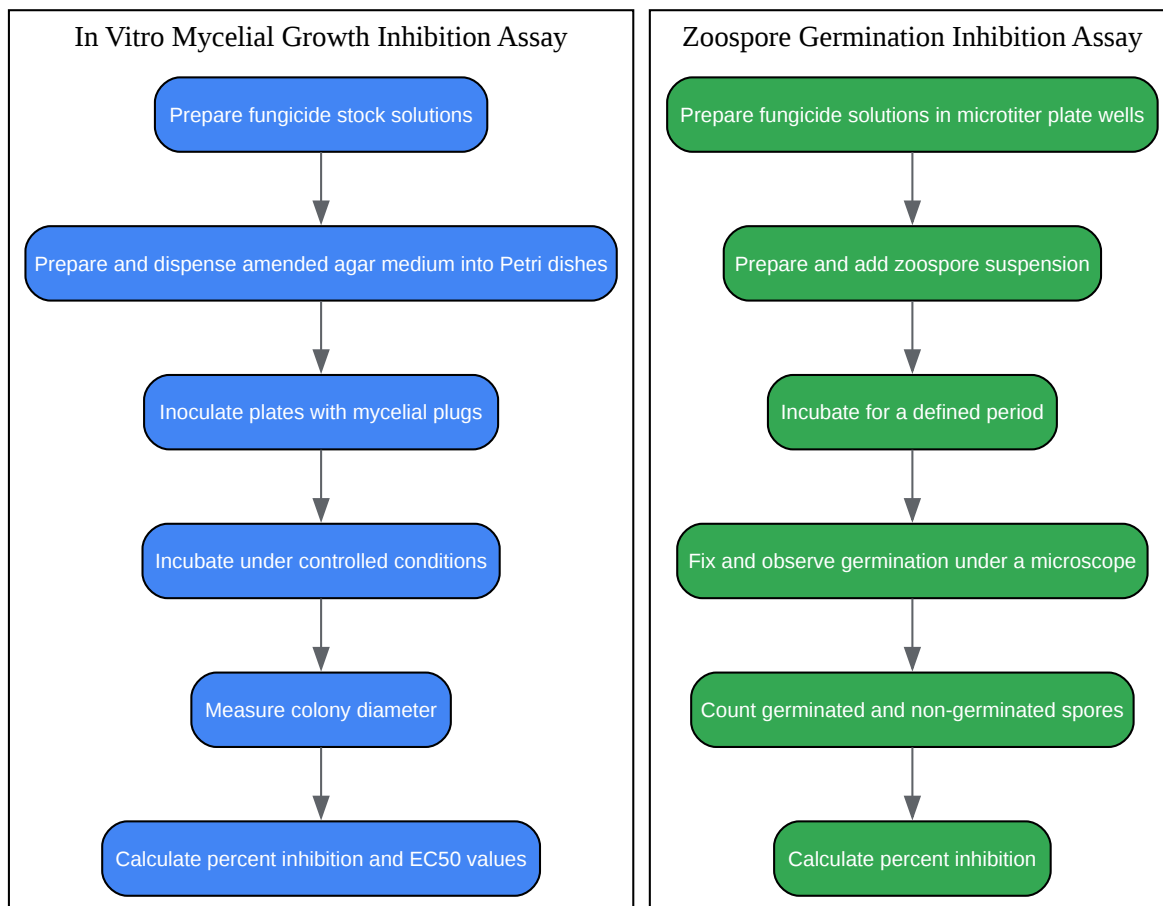 In Vitro Mycelial Growth Inhibition Assay
Prepare fungicide stock solutions
Prepare and dispense amended agar medium into Petri dishes
Inoculate plates with mycelial plugs
Incubate under controlled conditions
Measure colony diameter
Calculate percent inhibition and EC50 values
Zoospore Germination Inhibition Assay
Prepare fungicide solutions in microtiter plate wells
Prepare and add zoospore suspension
Incubate for a defined period
Fix and observe germination under a microscope
Count germinated and non-germinated spores
Calculate percent inhibition